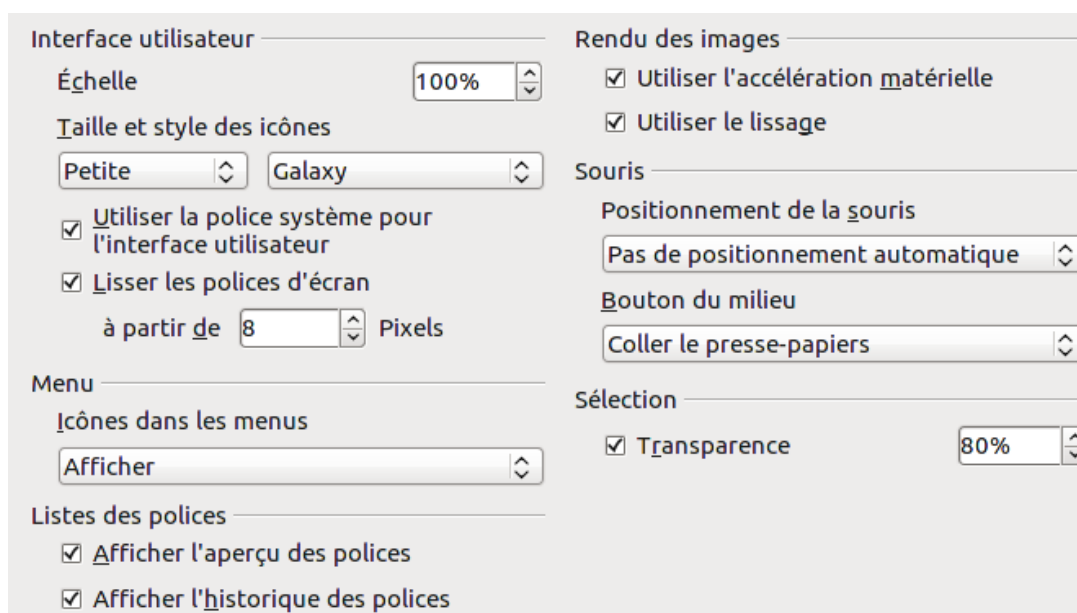 Interface utilisateur
Échelle
100%
Taille et style des icônes
Petite
Galaxy
Utiliser la police système pour
l'interface utilisateur
Lisser les polices d'écran
à partir de 8 Pixels
Menu
Icônes dans les menus
Afficher
Listes des polices
Afficher l'aperçu des polices
Afficher l'historique des polices
Rendu des images
Utiliser l'accélération matérielle
Utiliser le lissage
Souris
Positionnement de la souris
Pas de positionnement automatique
Bouton du milieu
Coller le presse-papiers
Sélection
Transparence
80%